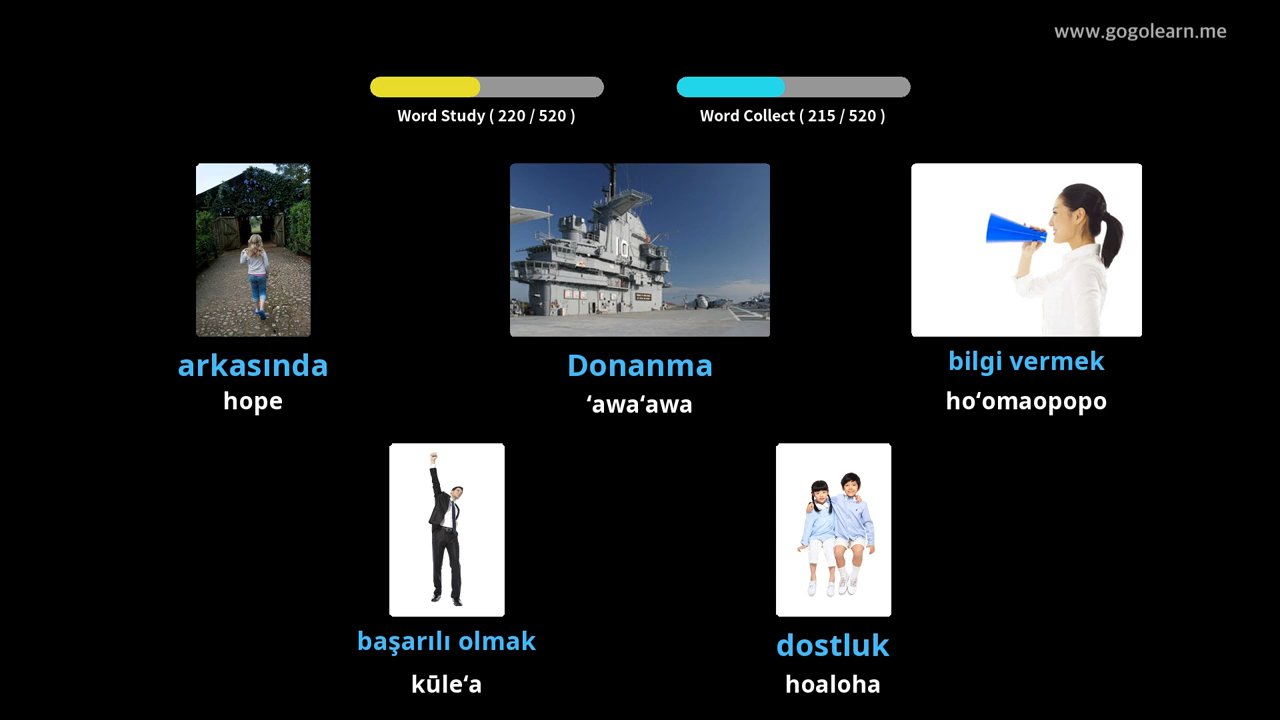 www.gogolearn.me
Word Study ( 220 / 520 )
Word Collect ( 215 / 520 )
10
arkasında
hope
Donanma
ʻawaʻawa
bilgi vermek
hoʻomaopopo
başarılı olmak
kūleʻa
dostluk
hoaloha